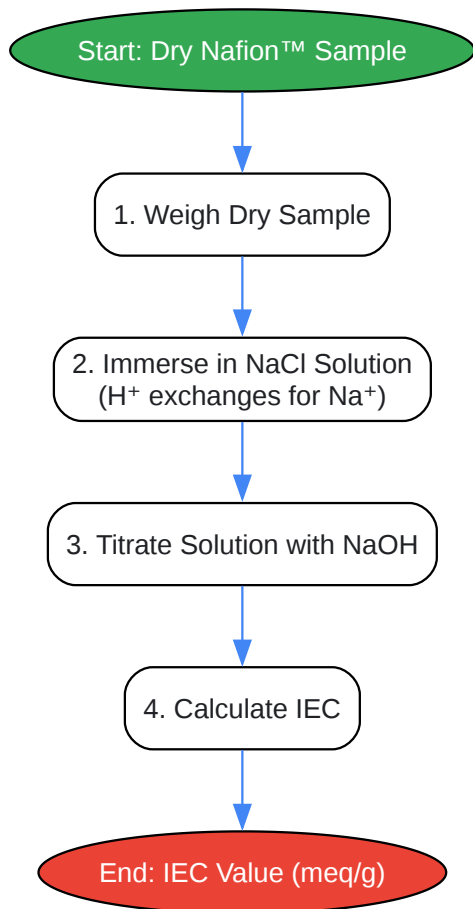 Start: Dry Nafion™ Sample
1. Weigh Dry Sample
2. Immerse in NaCl Solution
(H⁺ exchanges for Na⁺)
3. Titrate Solution with NaOH
4. Calculate IEC
End: IEC Value (meq/g)